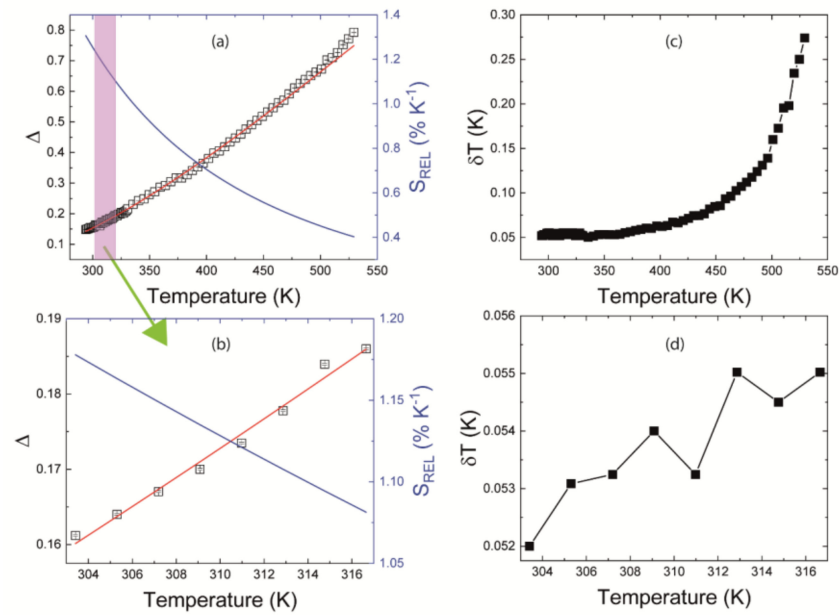 (a)
0.8
0.7
0.6
0.5
0.4
0.3
0.2
0.1
Δ
1.4
1.2
1.0
0.8
0.6
0.4
S_REL (% K⁻¹)
300 350 400 450 500 550
Temperature (K)
(c)
0.30
0.25
0.20
0.15
0.10
0.05
δT (K)
300 350 400 450 500 550
Temperature (K)
(b)
0.19
0.18
0.17
0.16
Δ
1.20
1.15
1.10
1.05
S_REL (% K⁻¹)
304 306 308 310 312 314 316
Temperature (K)
(d)
0.056
0.055
0.054
0.053
0.052
δT (K)
304 306 308 310 312 314 316
Temperature (K)